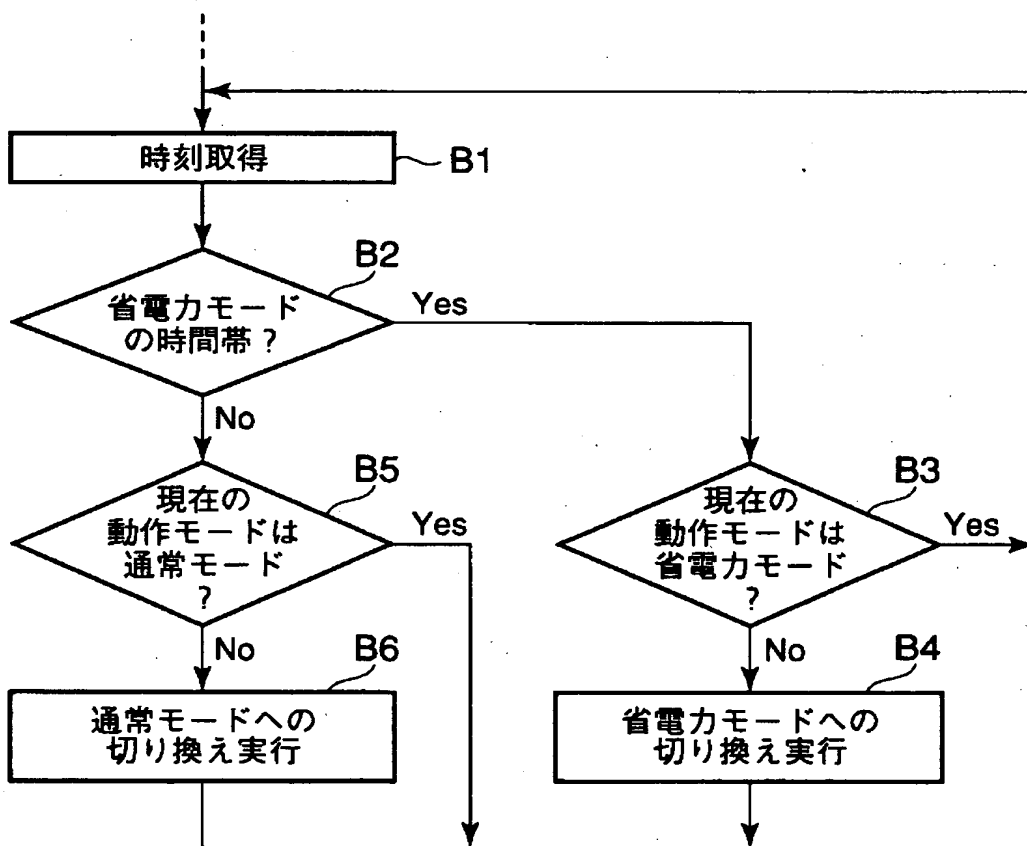 時刻取得
B1
B2
省電力モード
の時間帯？
Yes
No
B5
現在の
動作モードは
通常モード
？
Yes
No
B3
現在の
動作モードは
省電力モード
？
Yes
No
B6
通常モードへの
切り換え実行
B4
省電力モードへの
切り換え実行